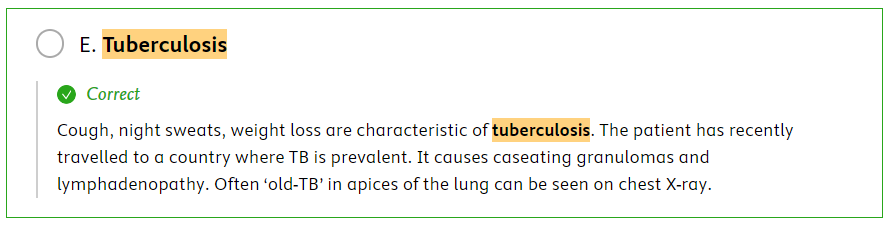 E. Tuberculosis
Correct
Cough, night sweats, weight loss are characteristic of tuberculosis. The patient has recently
travelled to a country where TB is prevalent. It causes caseating granulomas and
lymphadenopathy. Often ‘old-TB’ in apices of the lung can be seen on chest X-ray.